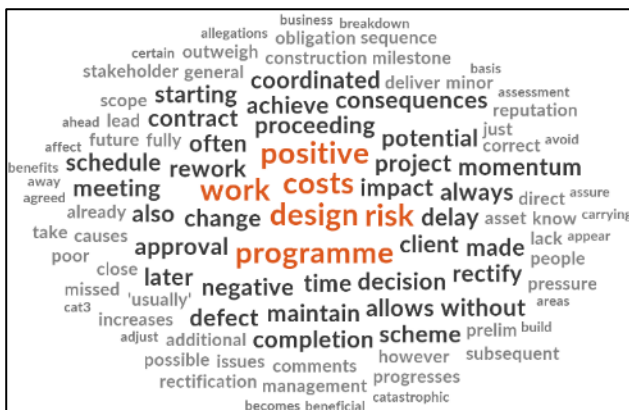 business breakdown
allegations obligation sequence
certain outweigh construction milestone
stakeholder general coordinated deliver minor basis
scope starting achieve consequences assessment
ahead lead contract proceeding reputation
affect future fully often positive potential just correct avoid
benefits schedule rework project momentum
away meeting work costs impact always direct assure
agreed already also change design risk delay asset know carrying
take causes approval programme client made lack appear
poor close later negative time decision rectify people
missed 'usually' pressure
cat3 increases defect maintain allows without areas
adjust additional completion scheme prelim build
possible issues comments however subsequent
rectification management progresses
becomes beneficial catastrophic